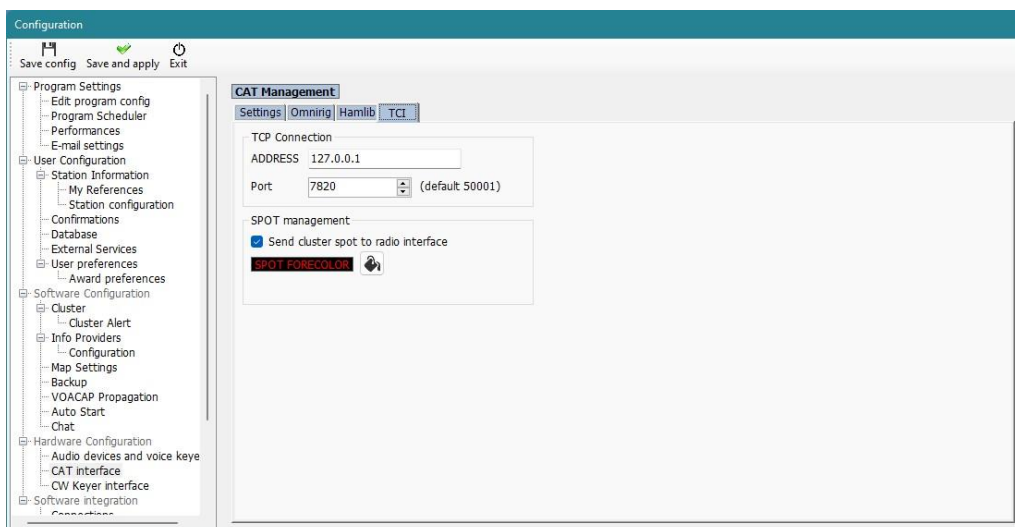 Configuration
Save config Save and apply Exit
Program Settings
Edit program config
Program Scheduler
Performances
E-mail settings
User Configuration
Station Information
My References
Station configuration
Confirmations
Database
External Services
User preferences
Award preferences
Software Configuration
Cluster
Cluster Alert
Info Providers
Configuration
Map Settings
Backup
VOACAP Propagation
Auto Start
Chat
Hardware Configuration
Audio devices and voice keye
CAT interface
CW Keyer interface
Software integration
Connections
CAT Management
Settings Omnirig Hamlib TCI
TCP Connection
ADDRESS 127.0.0.1
Port 7820 (default 50001)
SPOT management
Send cluster spot to radio interface
SPOT FORECOLOR